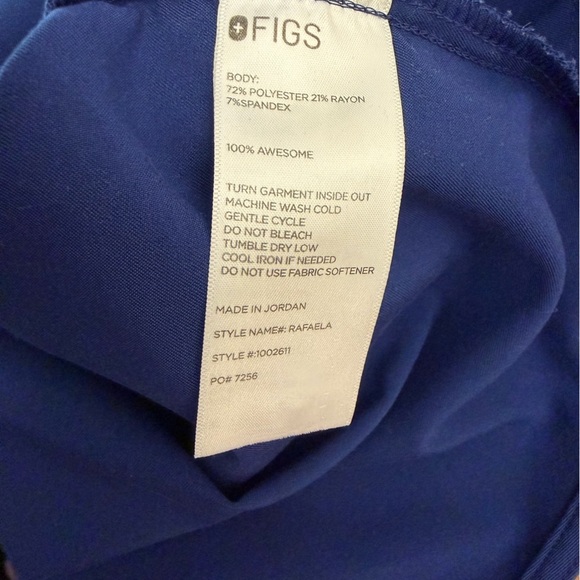 FIGS
BODY:
72% POLYESTER 21% RAYON
7%SPANDEX
100% AWESOME
TURN GARMENT INSIDE OUT
MACHINE WASH COLD
GENTLE CYCLE
DO NOT BLEACH
TUMBLE DRY LOW
COOL IRON IF NEEDED
DO NOT USE FABRIC SOFTENER
MADE IN JORDAN
STYLE NAME#: RAFAELA
STYLE #:1002611
PO# 7256